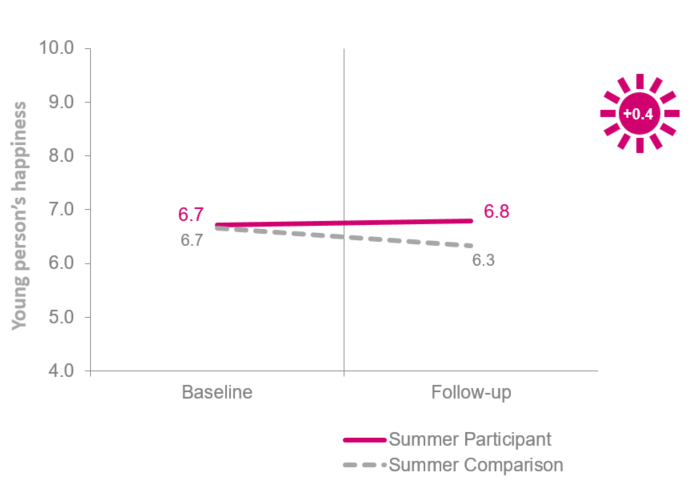 10.0
9.0
8.0
7.0
6.0
5.0
4.0
Young person's happiness
6.7
6.7
6.8
6.3
+0.4
Baseline
Follow-up
Summer Participant
Summer Comparison